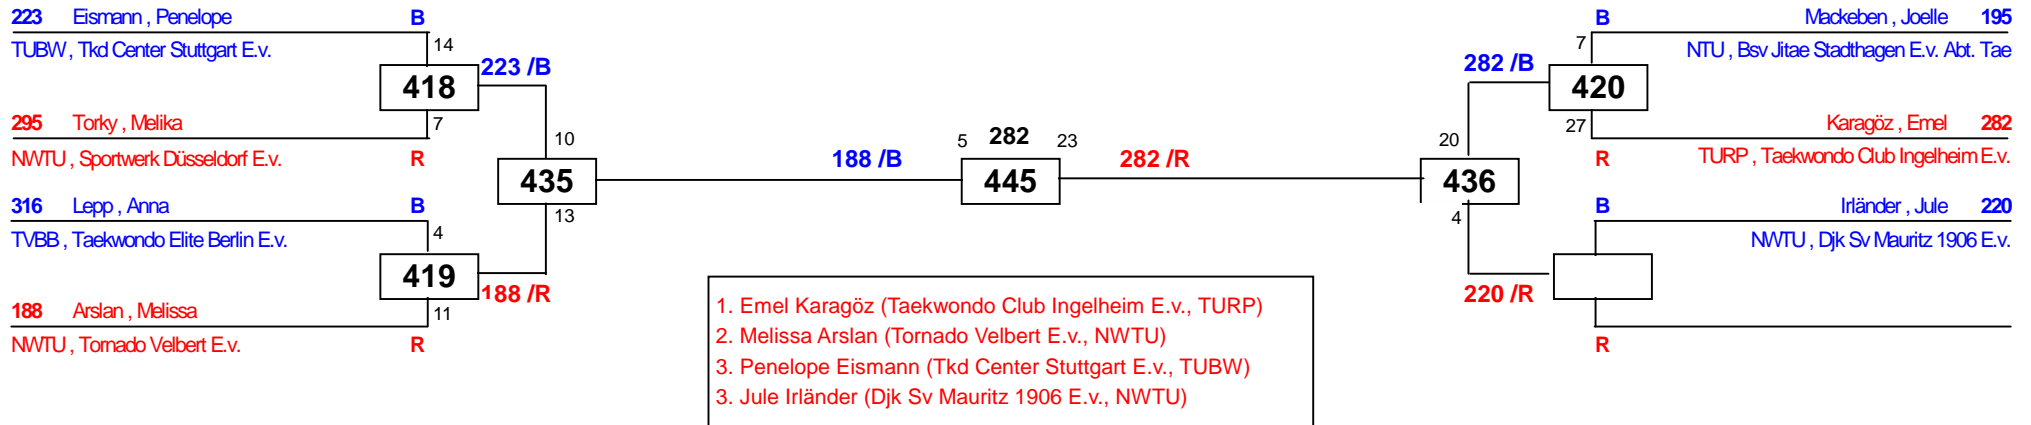 223 Eismann , Penelope B
TUBW , Tkd Center Stuttgart E.v.
14
418
223 /B
7
295 Torky , Melika
NWTU , Sportwerk Düsseldorf E.v. R
10
435
13
188 /B
316 Lepp , Anna B
TVBB , Taekwondo Elite Berlin E.v.
4
419
188 /R
11
188 Arslan , Melissa
NWTU , Tornado Velbert E.v. R
5 282 23
445
282 /R
B Mackeben , Joelle 195
7
NTU , Bsv Jitae Stadthagen E.v. Abt. Tae
282 /B
420
27
Karagöz , Emel 282
R TURP , Taekwondo Club Ingelheim E.v.
20
436
4
B Irländer , Jule 220
NWTU , Djk Sv Mauritz 1906 E.v.
220 /R
R
1. Emel Karagöz (Taekwondo Club Ingelheim E.v., TURP)
2. Melissa Arslan (Tornado Velbert E.v., NWTU)
3. Penelope Eismann (Tkd Center Stuttgart E.v., TUBW)
3. Jule Irländer (Djk Sv Mauritz 1906 E.v., NWTU)